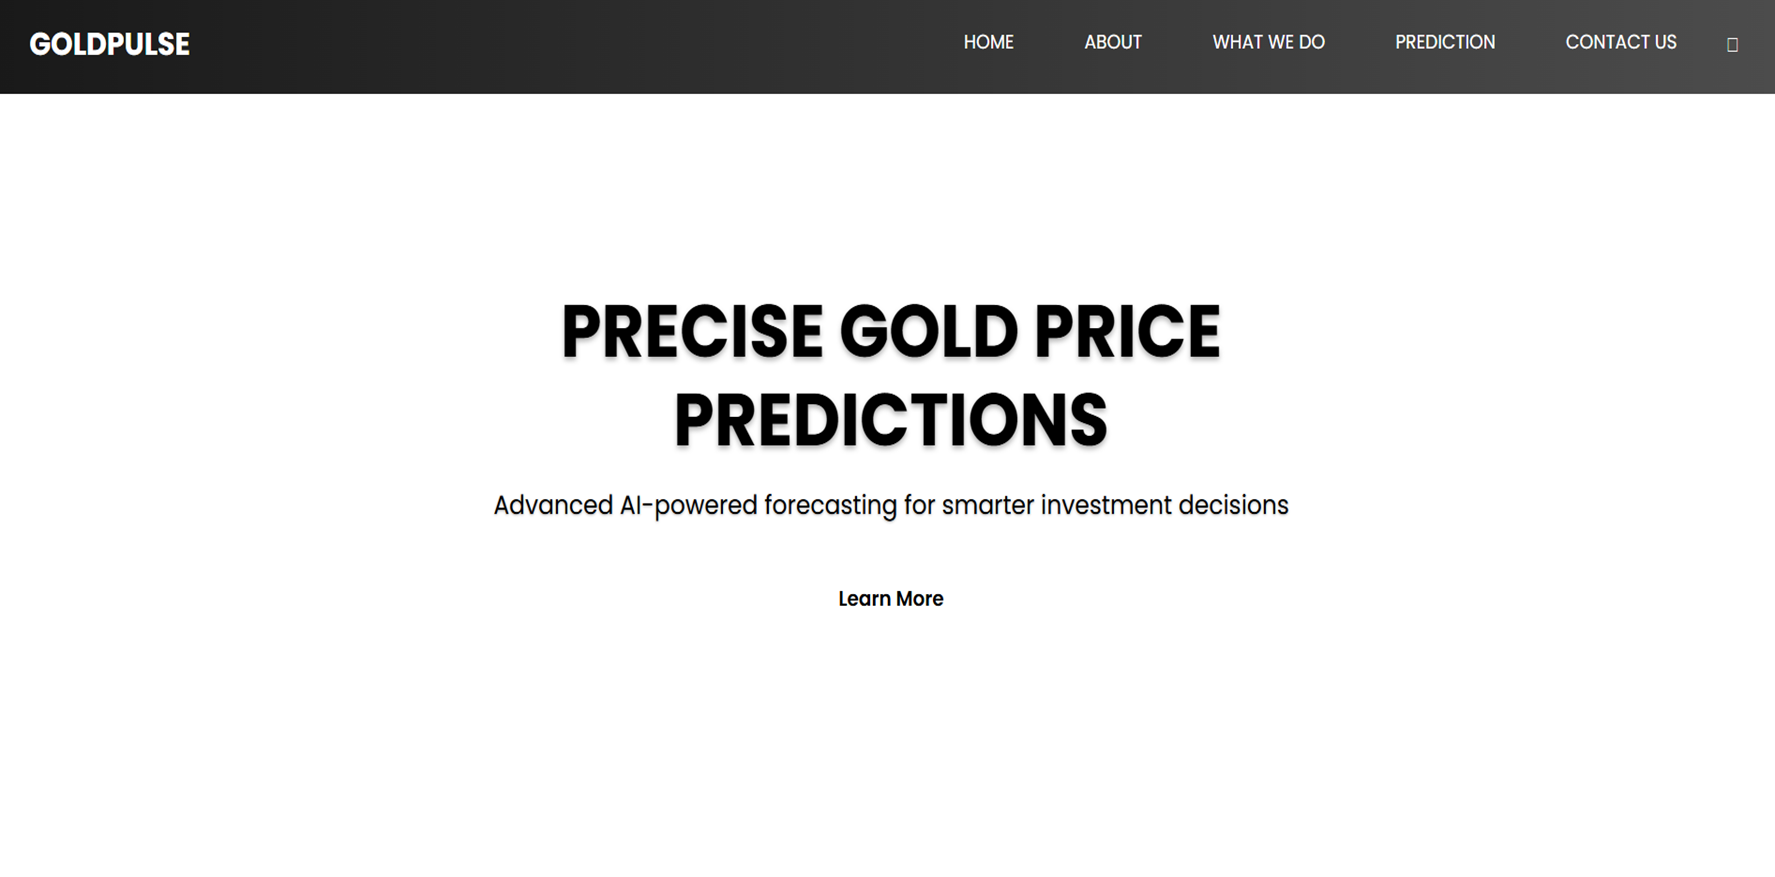 GOLDPULSE HOME ABOUT WHAT WE DO PREDICTION CONTACT US
PRECISE GOLD PRICE
PREDICTIONS
Advanced AI-powered forecasting for smarter investment decisions
Learn More